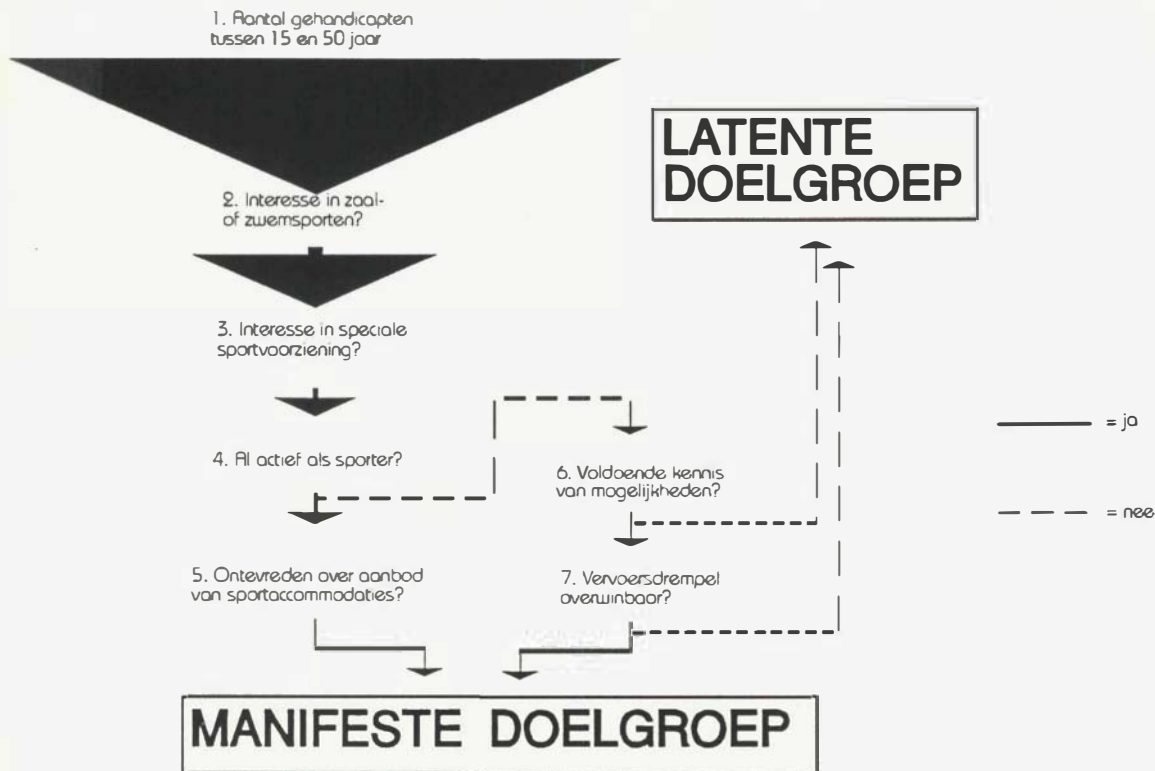 1. Aantal gehandicapten
tussen 15 en 50 jaar
LATENTE
DOELGROEP
2. Interesse in zaal-
of zwemsporten?
3. Interesse in speciale
sportvoorziening?
= ja
4. Al actief als sporter?
6. Voldoende kennis
van mogelijkheden?
= nee
5. Ontevreden over aanbod
van sportaccommodaties?
7. Vervoersdrempel
overwinbaar?
MANIFESTE DOELGROEP